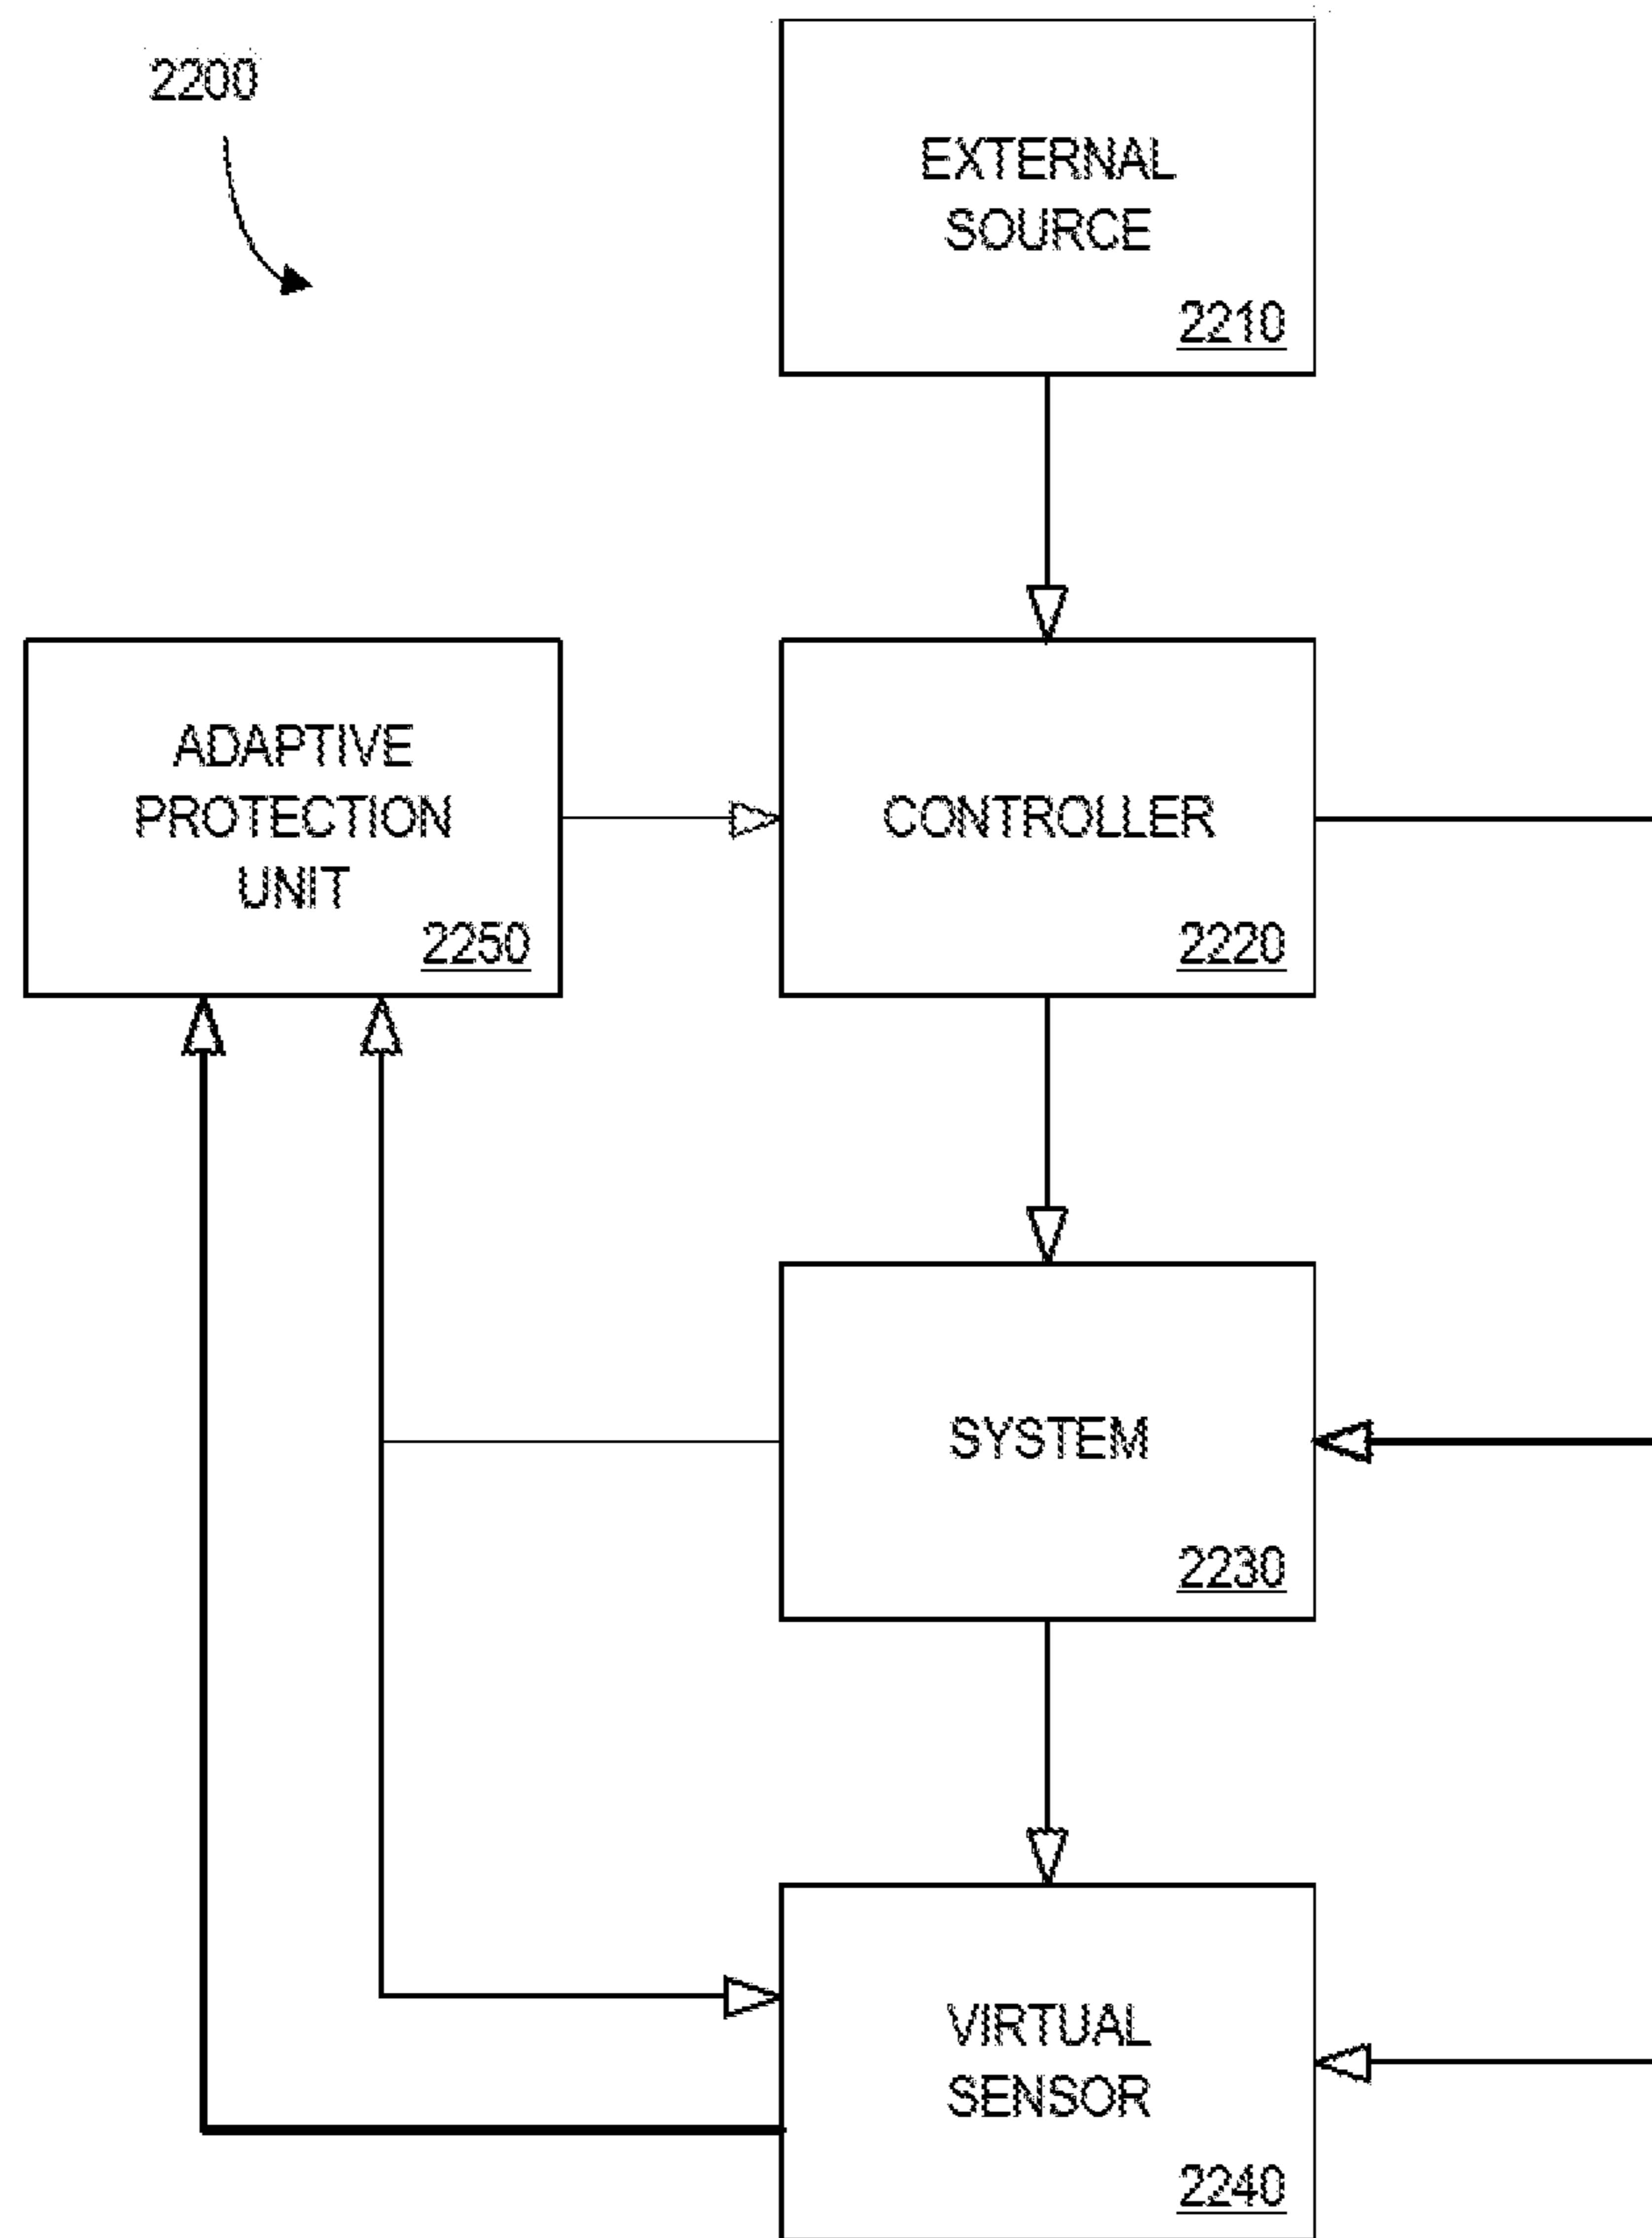 2200
EXTERNAL
SOURCE
2210
ADAPTIVE
PROTECTION
UNIT
2250
CONTROLLER
2220
SYSTEM
2230
VIRTUAL
SENSOR
2240